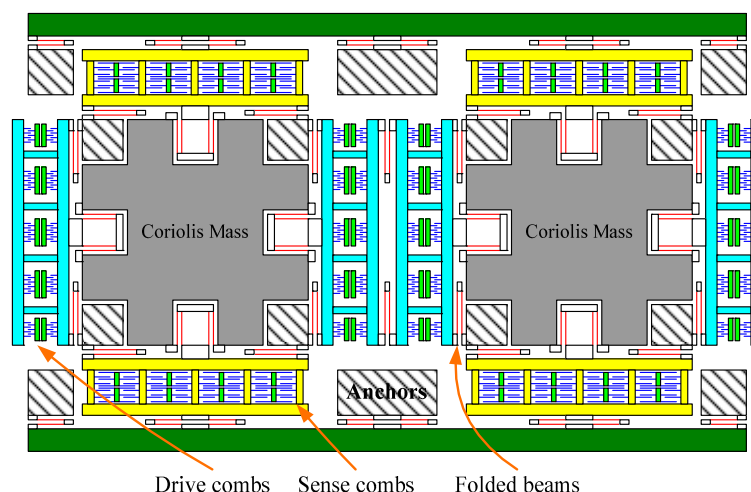 Coriolis Mass
Coriolis Mass
Anchors
Drive combs
Sense combs
Folded beams